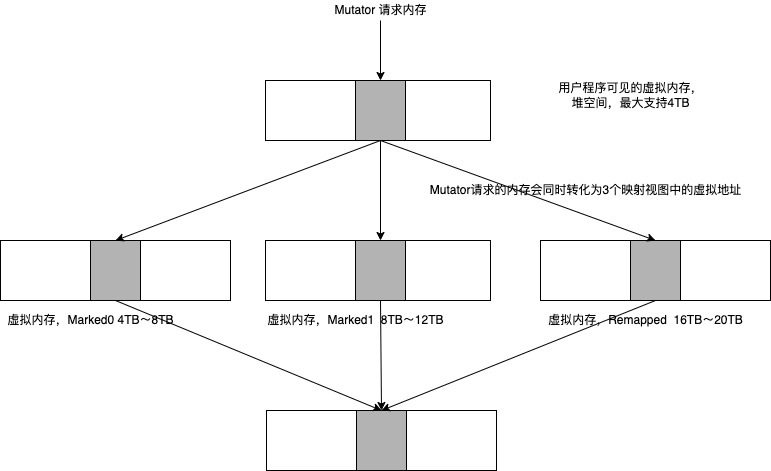 Mutator 请求内存
用户程序可见的虚拟内存，
堆空间，最大支持4TB
Mutator请求的内存会同时转化为3个映射视图中的虚拟地址
虚拟内存，Marked0 4TB～8TB
虚拟内存，Marked1  8TB～12TB
虚拟内存，Remapped  16TB～20TB